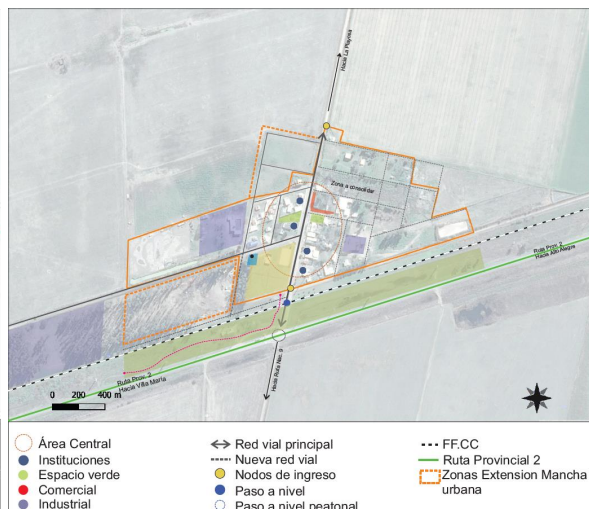 Hacia La Playosa
Zona a consolidar
Ruta Prov. 2
Hacia Alto Alegre
Ruta Prov. 2
Hacia Villa María
Hacia Ruta Nac. 9
0 200 400 m
Área Central
Instituciones
Espacio verde
Comercial
Industrial
Red vial principal
Nueva red vial
Nodos de ingreso
Paso a nivel
Paso a nivel peatonal
FF.CC
Ruta Provincial 2
Zonas Extension Mancha
urbana